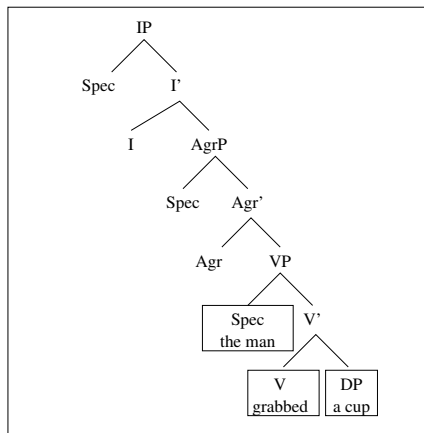 IP
Spec I’
I AgrP
Spec Agr’
Agr VP
Spec V’
the man
V DP
grabbed a cup